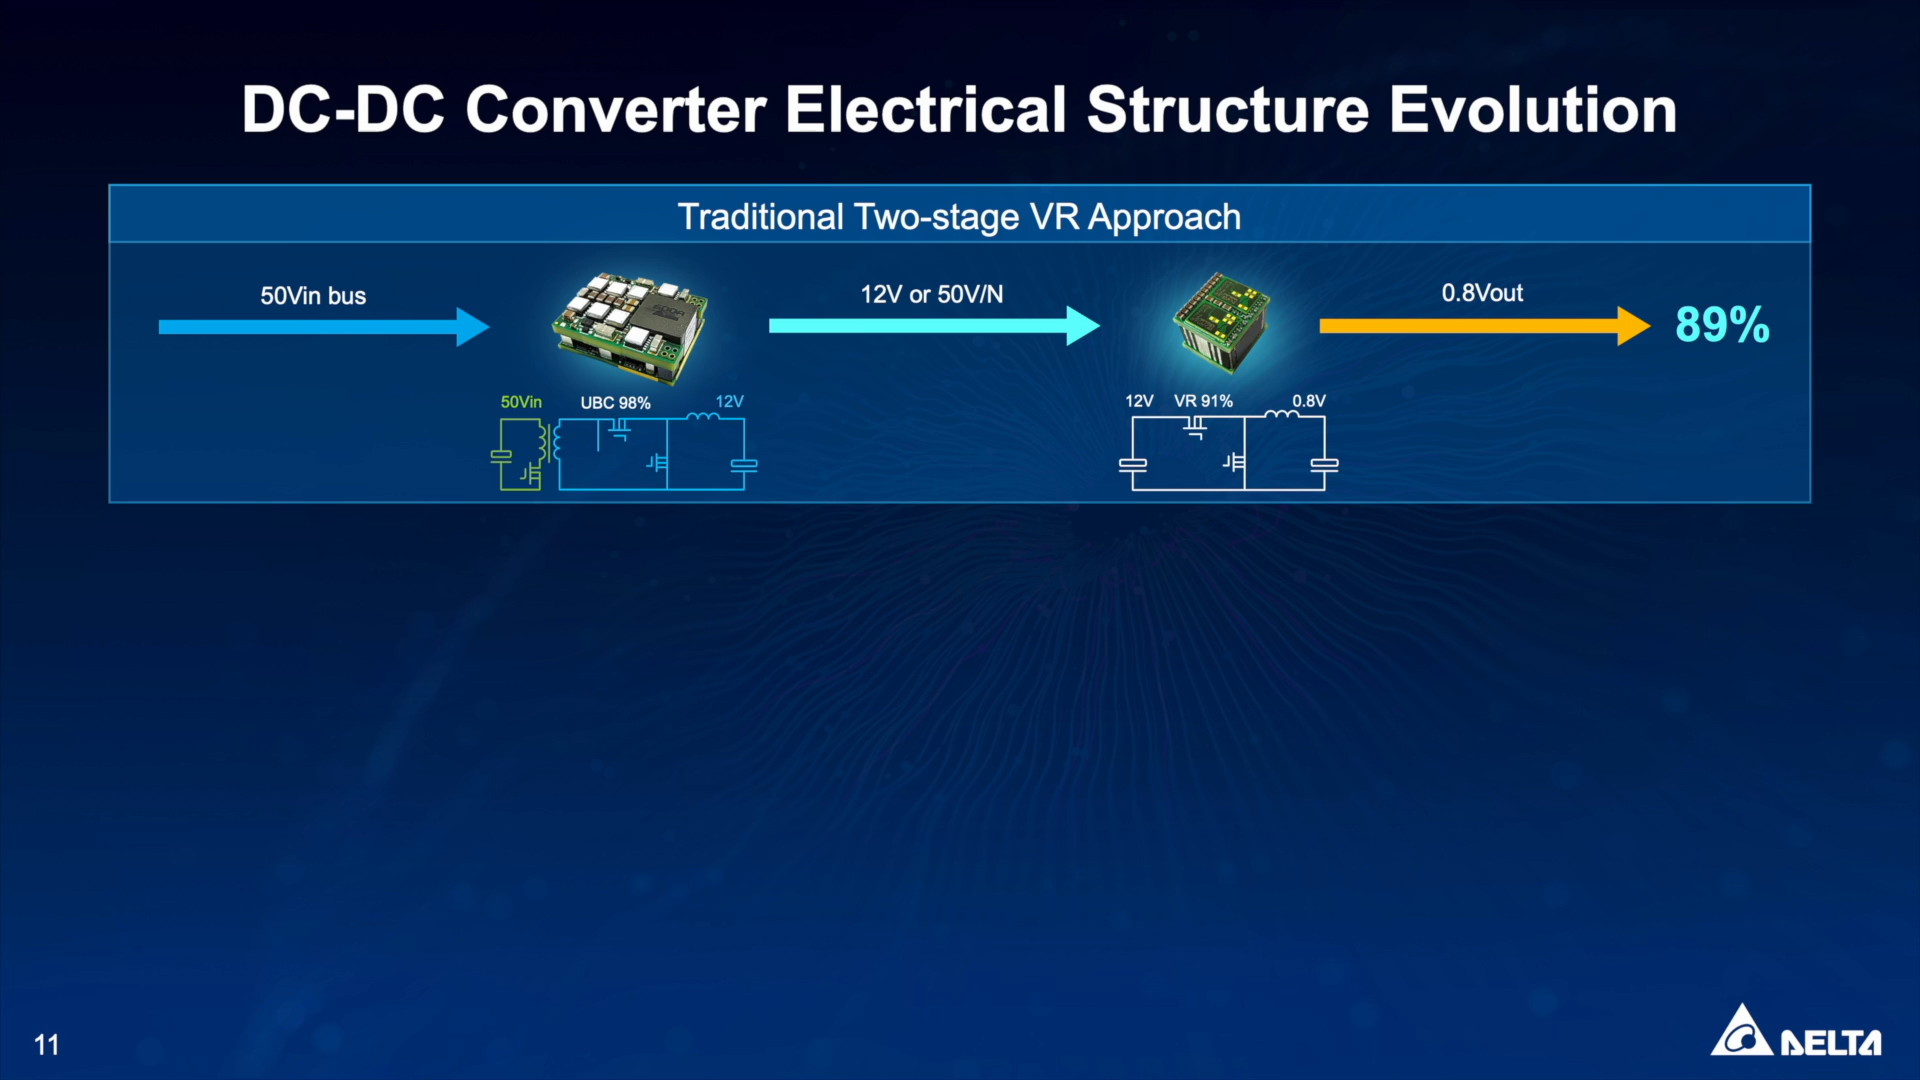 DC-DC Converter Electrical Structure Evolution
Traditional Two-stage VR Approach
50Vin bus
12V or 50V/N
0.8Vout
89%
50Vin
UBC 98%
12V
12V
VR 91%
0.8V
11
DELTA